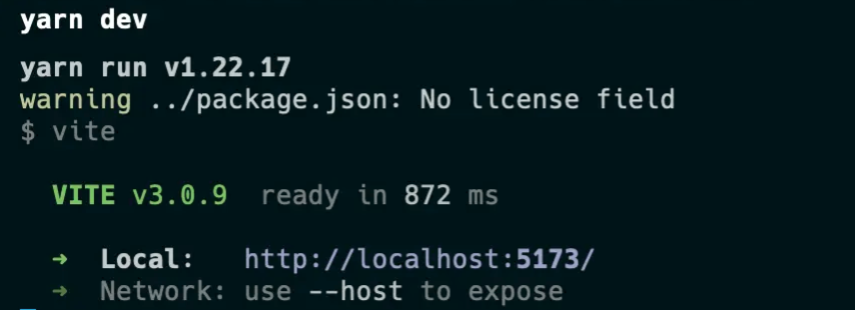 yarn dev
yarn run v1.22.17
warning ../package.json: No license field
$ vite
VITE v3.0.9 ready in 872 ms
➜ Local: http://localhost:5173/
➜ Network: use --host to expose